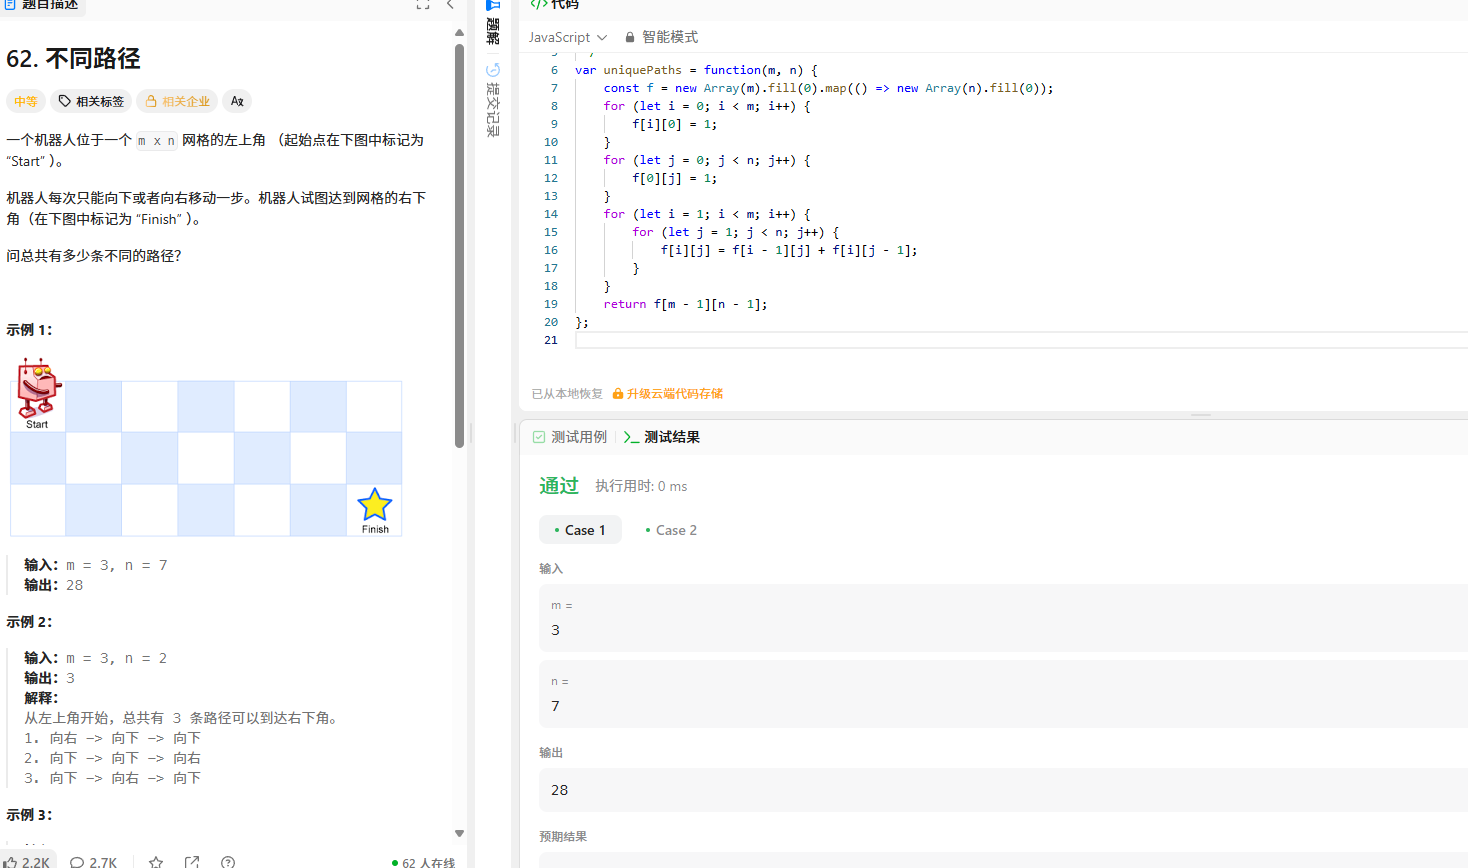 题目描述
62. 不同路径
中等 相关标签 相关企业 Aあ
一个机器人位于一个 m x n 网格的左上角 （起始点在下图中标记为
“Start” ）。
机器人每次只能向下或者向右移动一步。机器人试图达到网格的右下
角（在下图中标记为 “Finish” ）。
问总共有多少条不同的路径？
示例 1：
Start
Finish
输入：m = 3, n = 7
输出：28
示例 2：
输入：m = 3, n = 2
输出：3
解释：
从左上角开始，总共有 3 条路径可以到达右下角。
1. 向右 -> 向下 -> 向下
2. 向下 -> 向下 -> 向右
3. 向下 -> 向右 -> 向下
示例 3：
2.2K 2.7K 62 人在线
题解
提交记录
</> 代码
JavaScript 智能模式
6 var uniquePaths = function(m, n) {
7 const f = new Array(m).fill(0).map(() => new Array(n).fill(0));
8 for (let i = 0; i < m; i++) {
9 f[i][0] = 1;
10 }
11 for (let j = 0; j < n; j++) {
12 f[0][j] = 1;
13 }
14 for (let i = 1; i < m; i++) {
15 for (let j = 1; j < n; j++) {
16 f[i][j] = f[i - 1][j] + f[i][j - 1];
17 }
18 }
19 return f[m - 1][n - 1];
20 };
21
已从本地恢复 升级云端代码存储
测试用例 >_ 测试结果
通过 执行用时: 0 ms
• Case 1 • Case 2
输入
m =
3
n =
7
输出
28
预期结果